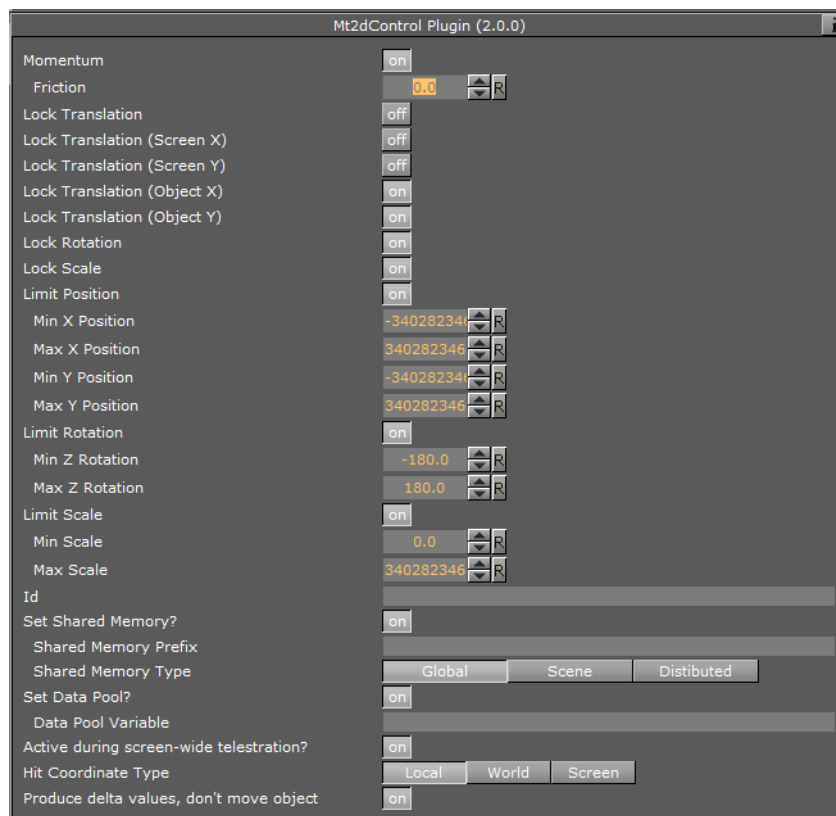 Mt2dControl Plugin (2.0.0)
Momentum on
Friction 0.0 R
Lock Translation off
Lock Translation (Screen X) off
Lock Translation (Screen Y) off
Lock Translation (Object X) on
Lock Translation (Object Y) on
Lock Rotation on
Lock Scale on
Limit Position on
Min X Position -34028234 R
Max X Position 340282346 R
Min Y Position -34028234 R
Max Y Position 340282346 R
Limit Rotation on
Min Z Rotation -180.0 R
Max Z Rotation 180.0 R
Limit Scale on
Min Scale 0.0 R
Max Scale 340282346 R
Id
Set Shared Memory? on
Shared Memory Prefix
Shared Memory Type Global Scene Distibuted
Set Data Pool? on
Data Pool Variable
Active during screen-wide telestration? on
Hit Coordinate Type Local World Screen
Produce delta values, don't move object on